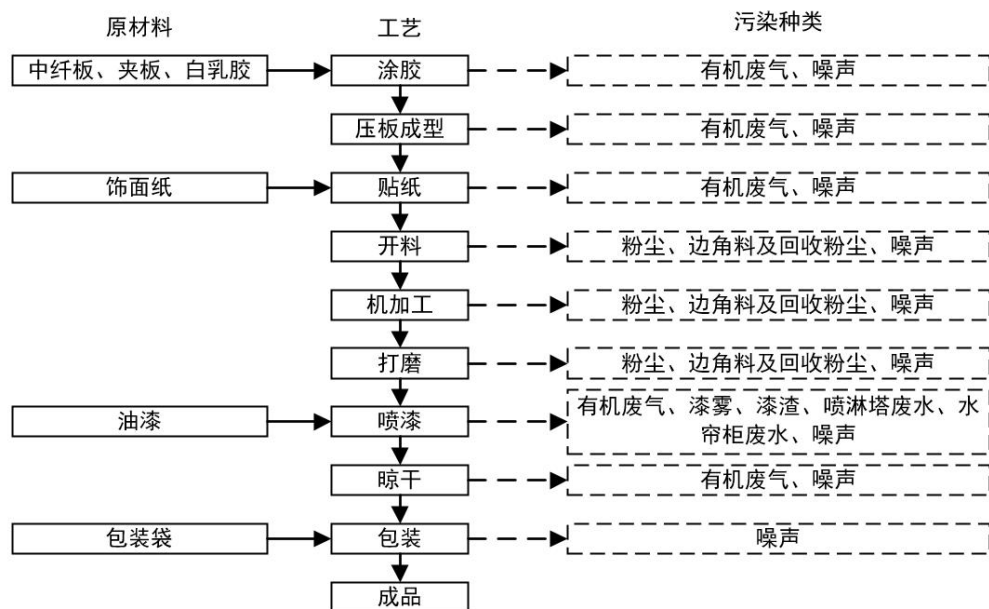 原材料
工艺
污染种类
中纤板、夹板、白乳胶
涂胶
有机废气、噪声
压板成型
有机废气、噪声
饰面纸
贴纸
有机废气、噪声
开料
粉尘、边角料及回收粉尘、噪声
机加工
粉尘、边角料及回收粉尘、噪声
打磨
粉尘、边角料及回收粉尘、噪声
油漆
喷漆
有机废气、漆雾、漆渣、喷淋塔废水、水
帘柜废水、噪声
晾干
有机废气、噪声
包装袋
包装
噪声
成品